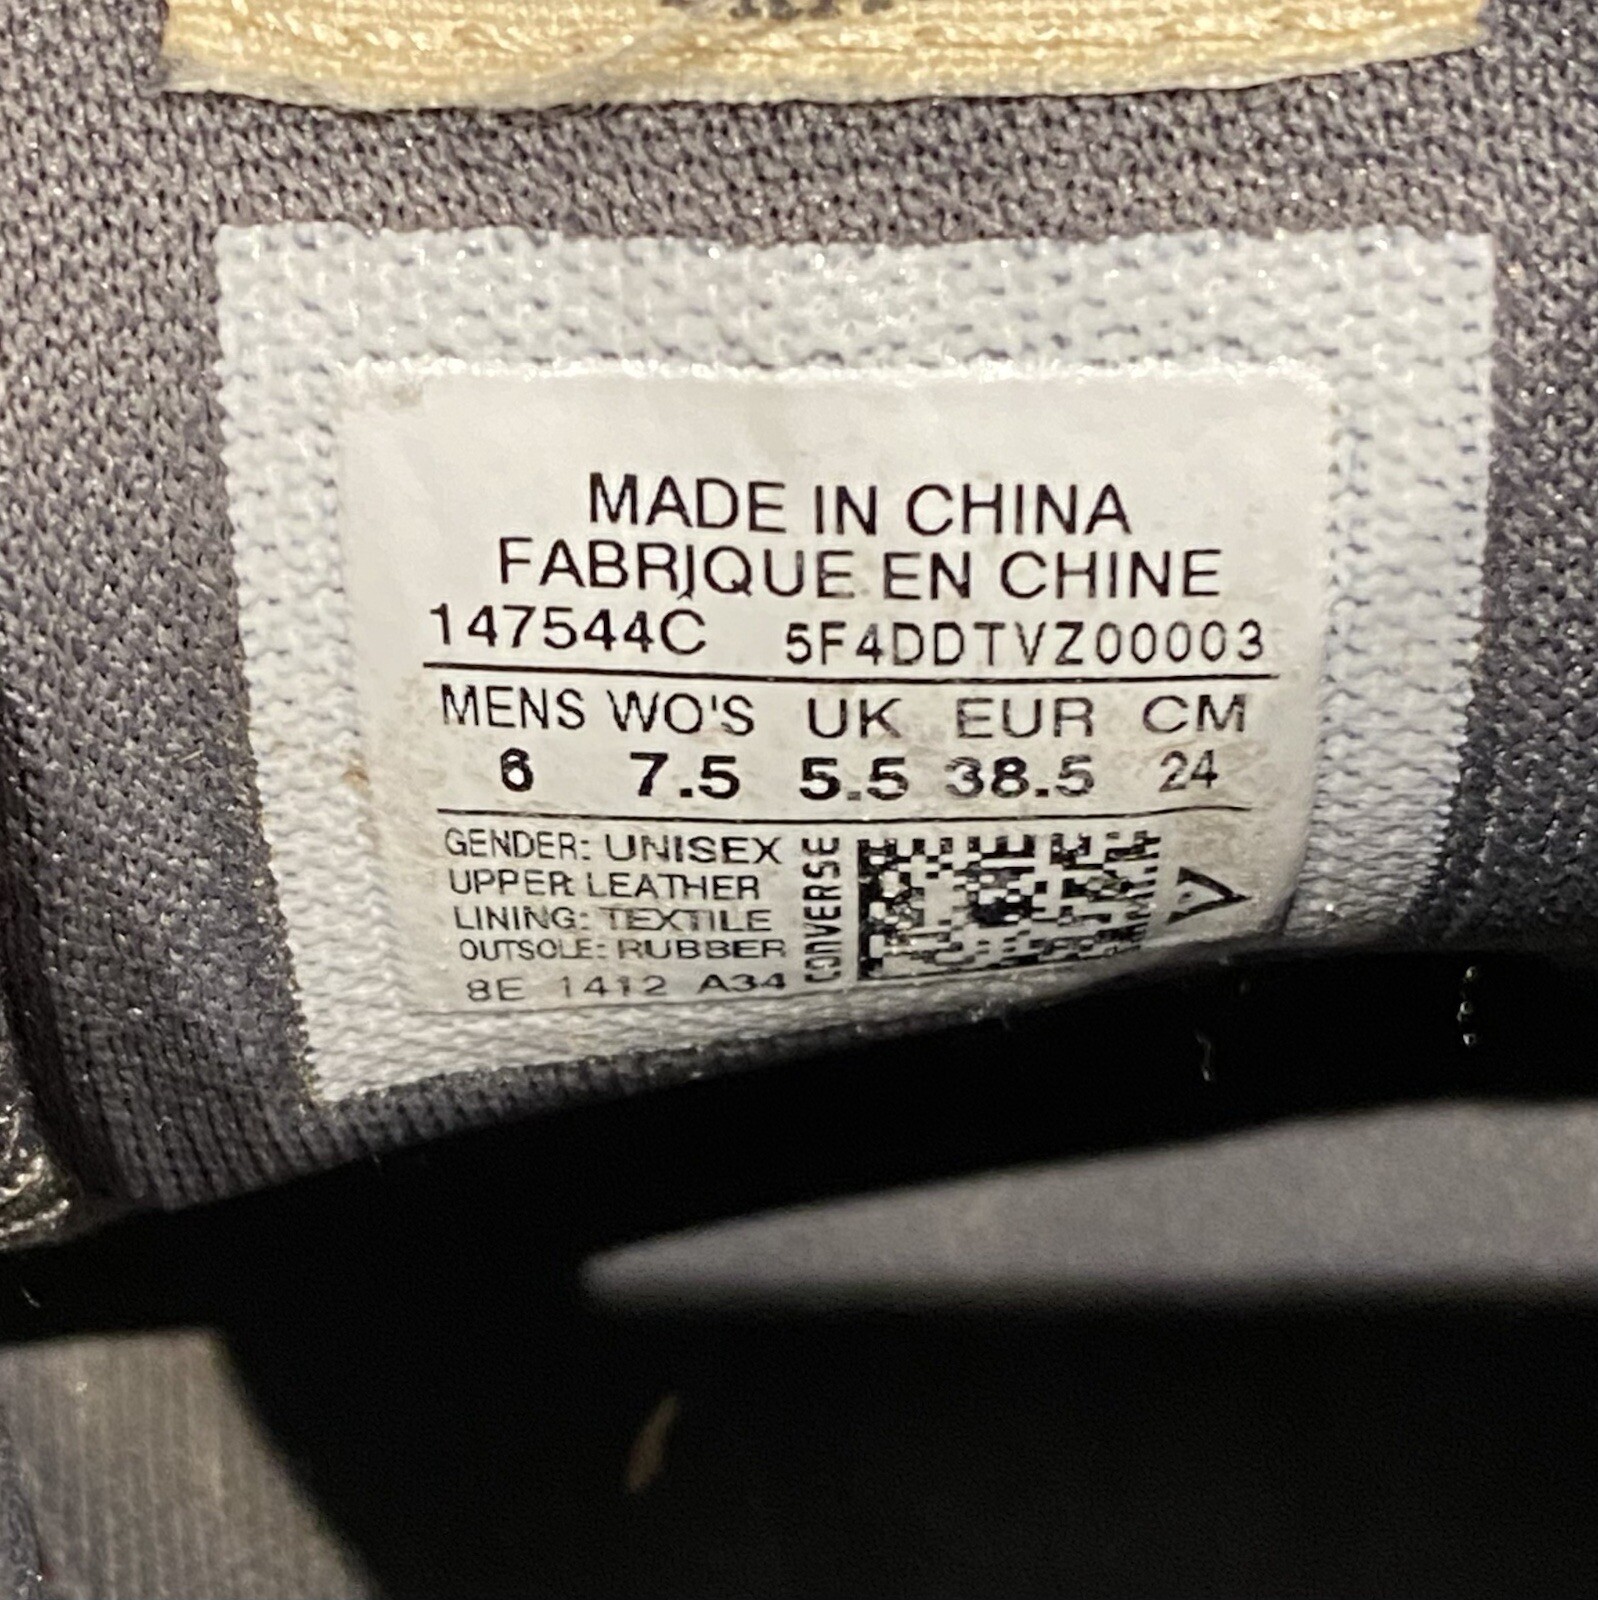 MADE IN CHINA
FABRIQUE EN CHINE
147544C 5F4DDTVZ00003
MENS WO'S UK EUR CM
6 7.5 5.5 38.5 24
GENDER: UNISEX
UPPER: LEATHER
LINING: TEXTILE
OUTSOLE: RUBBER
8E 1412 A34
CONVERSE